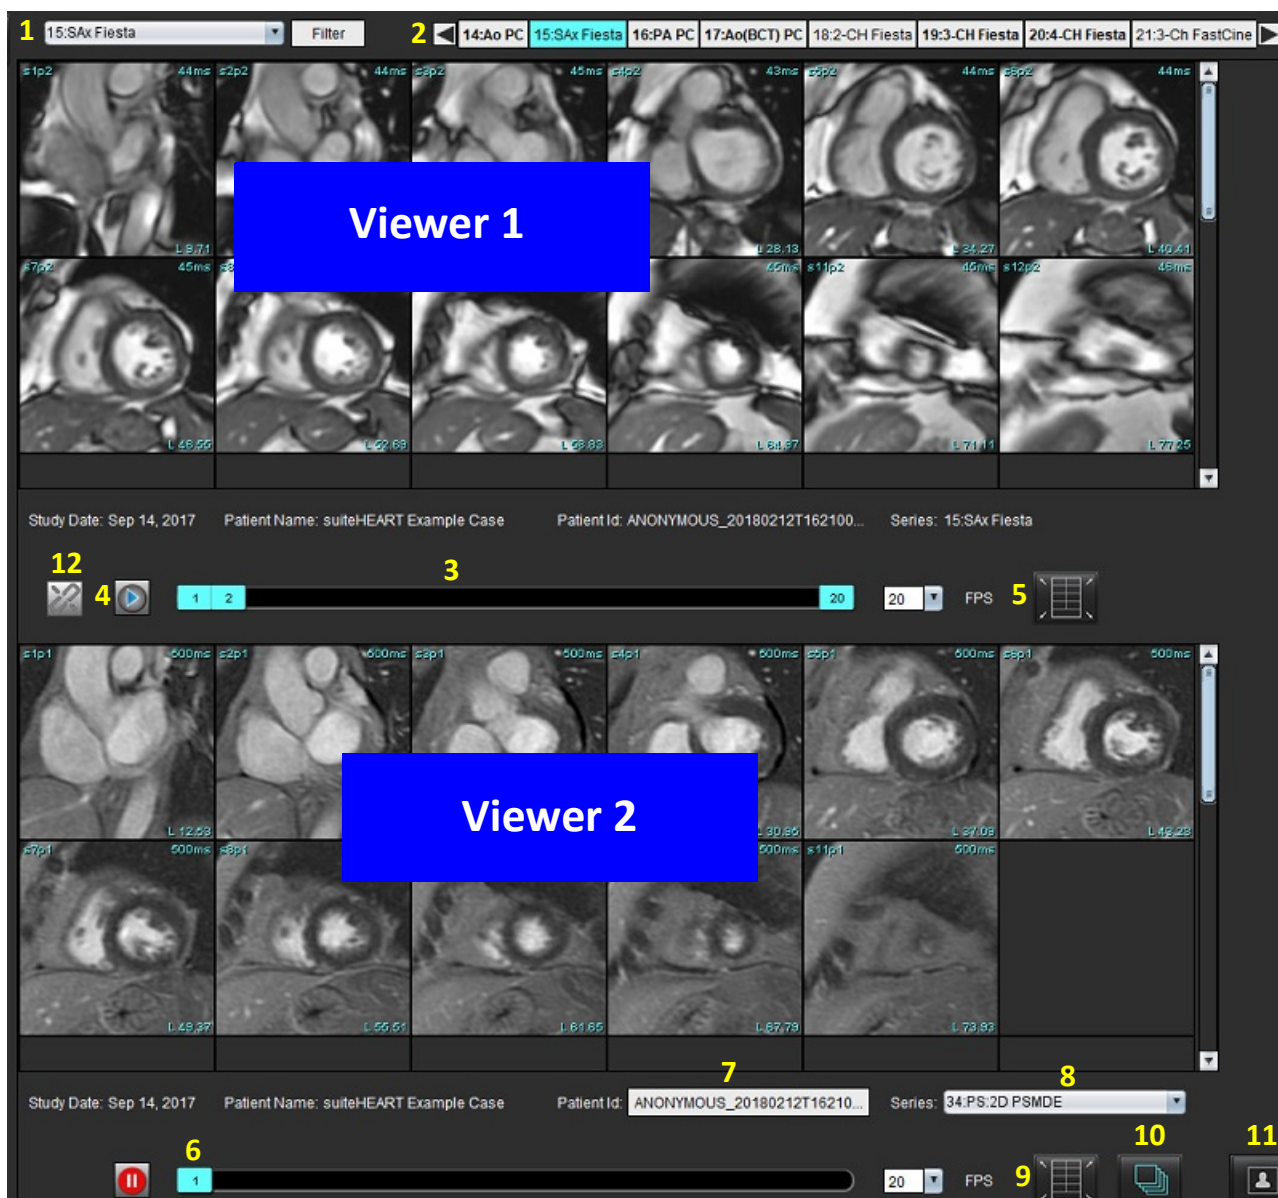 1 15:SAx Fiesta Filter 2 14:Ao PC 15:SAx Fiesta 16:PA PC 17:Ao(BCT) PC 18:2-CH Fiesta 19:3-CH Fiesta 20:4-CH Fiesta 21:3-Ch FastCine
s1p2 44ms s2p2 44ms s3p2 45ms s4p2 43ms s5p2 44ms s6p2 44ms
Viewer 1
L 9.71 L 28.13 L 34.27 L 40.41
s7p2 45ms 45ms s11p2 45ms s12p2 46ms
L 46.55 L 52.69 L 58.83 L 64.97 L 71.11 L 77.25
Study Date: Sep 14, 2017 Patient Name: suiteHEART Example Case Patient Id: ANONYMOUS_20180212T162100... Series: 15:SAx Fiesta
12 3
4 1 2 20 20 FPS 5
s1p1 500ms s2p1 500ms s3p1 500ms s4p1 500ms s5p1 500ms s6p1 500ms
Viewer 2
L 12.53 L 30.95 L 37.09 L 43.23
s7p1 500ms s8p1 500ms s11p1 500ms
L 49.37 L 55.51 L 61.65 L 67.79 L 73.93
7 8
Study Date: Sep 14, 2017 Patient Name: suiteHEART Example Case Patient Id: ANONYMOUS_20180212T16210... Series: 34:PS:2D PSMDE
6 10 11
1 20 FPS 9